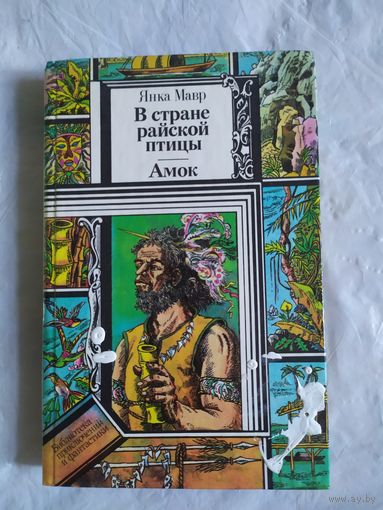 Янка Мавр
В стране
райской
птицы
Амок
Библиотека
приключений
и фантастики
www.ay.by